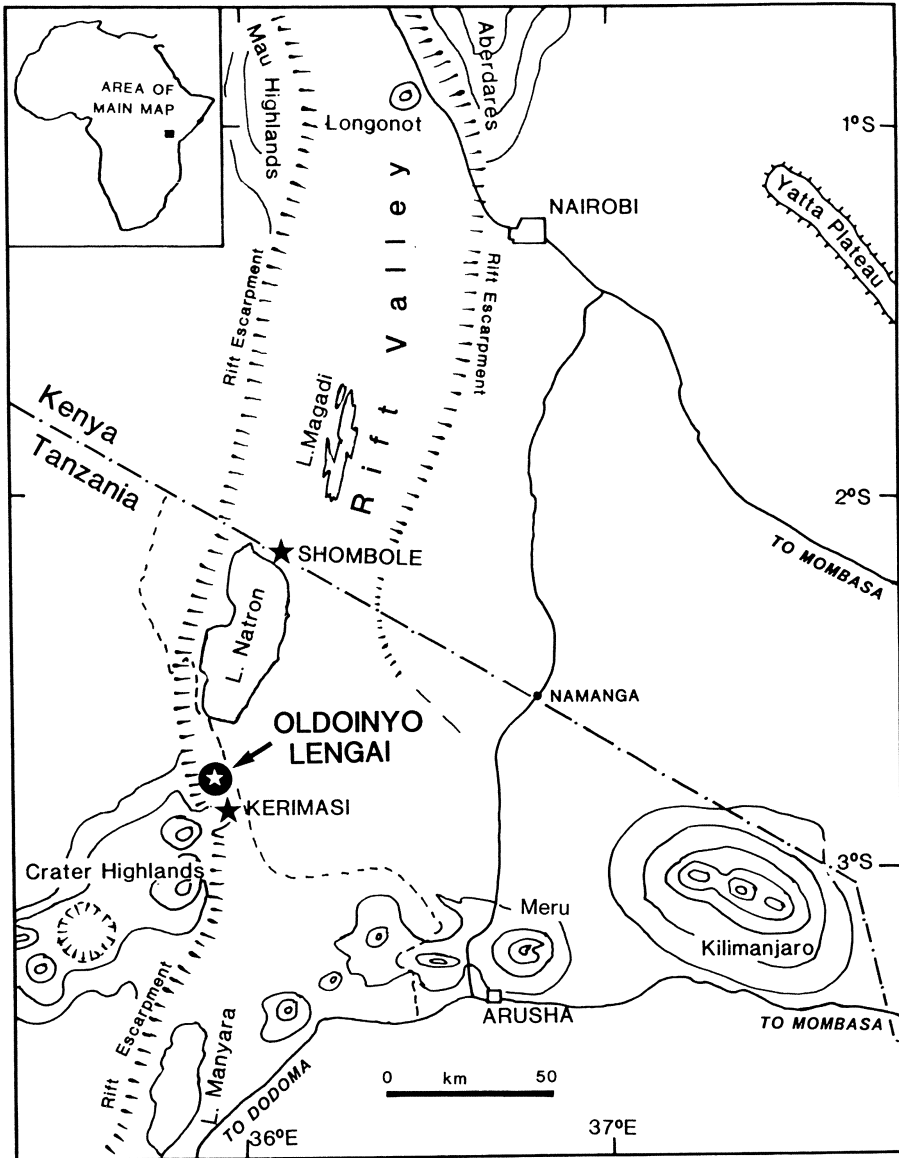 AREA OF
MAIN MAP
Mau Highlands
Aberdares
Longonot
1°S
Yatta Plateau
NAIROBI
Rift Valley
Rift Escarpment
Rift Escarpment
L.Magadi
Kenya
Tanzania
2°S
SHOMBOLE
TO MOMBASA
L. Natron
NAMANGA
OLDOINYO
LENGAI
KERIMASI
3°S
Crater Highlands
Meru
Kilimanjaro
Rift Escarpment
L. Manyara
ARUSHA
TO MOMBASA
TO DODOMA
0 km 50
36°E
37°E